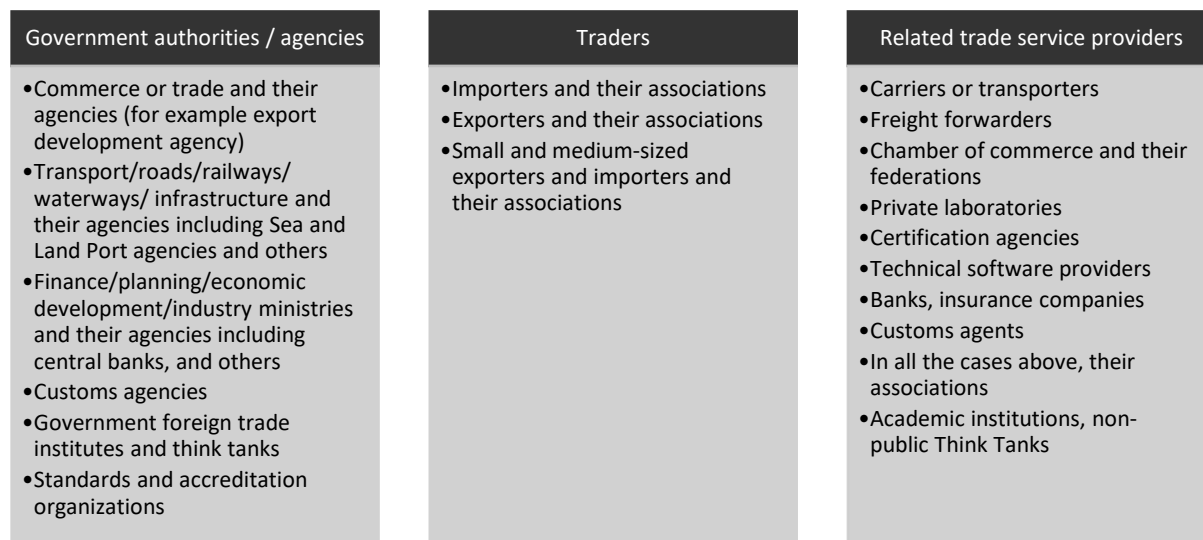 Government authorities / agencies
•Commerce or trade and their
agencies (for example export
development agency)
•Transport/roads/railways/
waterways/ infrastructure and
their agencies including Sea and
Land Port agencies and others
•Finance/planning/economic
development/industry ministries
and their agencies including
central banks, and others
•Customs agencies
•Government foreign trade
institutes and think tanks
•Standards and accreditation
organizations
Traders
•Importers and their associations
•Exporters and their associations
•Small and medium-sized
exporters and importers and
their associations
Related trade service providers
•Carriers or transporters
•Freight forwarders
•Chamber of commerce and their
federations
•Private laboratories
•Certification agencies
•Technical software providers
•Banks, insurance companies
•Customs agents
•In all the cases above, their
associations
•Academic institutions, non-
public Think Tanks